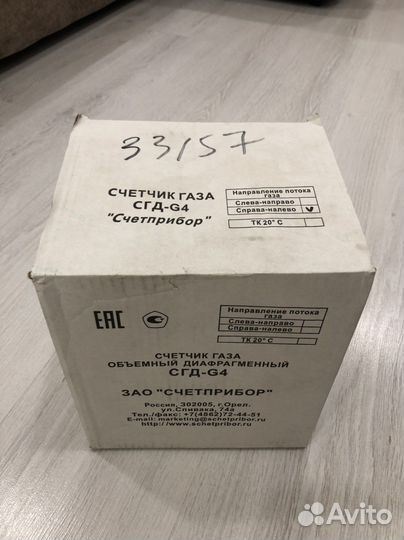 33/57
СЧЕТЧИК ГАЗА
СГД-G4
"Счетприбор"
Направление потока
газа
Слева-направо
Справа-налево
ТК 20° С
ЕАС
Направление потока
газа
Слева-направо
Справа-налево
ТК 20° С
СЧЕТЧИК ГАЗА
ОБЪЕМНЫЙ ДИАФРАГМЕННЫЙ
СГД-G4
ЗАО "СЧЕТПРИБОР"
Россия, 302005, г.Орел.
ул.Спивака, 74а
Тел./факс: +7(4862)72-44-51
E-mail: marketing@schetpribor.ru
www.schetpribor.ru
Avito